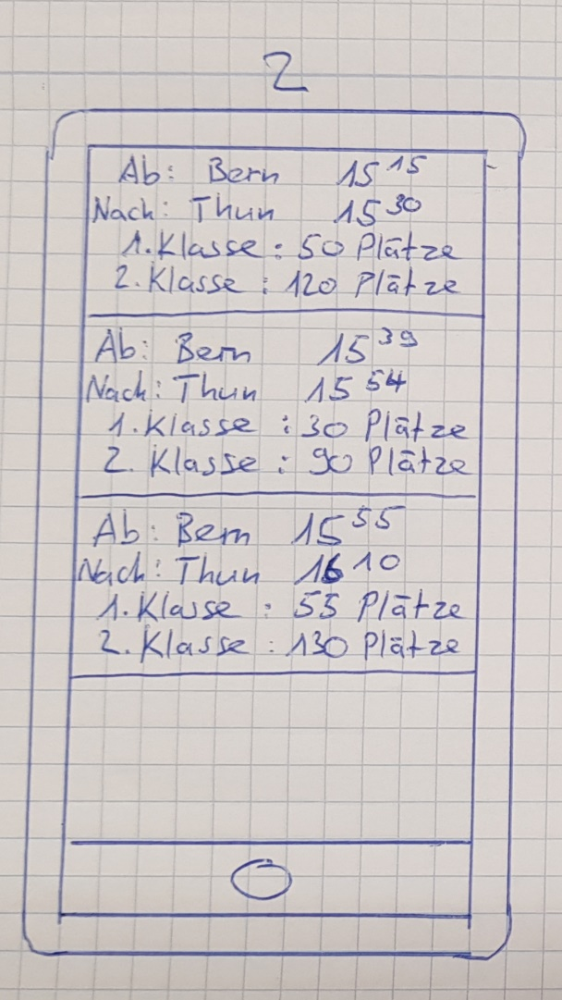 2
Ab: Bern 15 15
Nach: Thun 15 30
1. Klasse : 50 Plätze
2. Klasse : 120 Plätze
Ab: Bern 15 39
Nach: Thun 15 54
1. Klasse : 30 Plätze
2. Klasse : 90 Plätze
Ab: Bern 15 55
Nach: Thun 16 10
1. Klasse : 55 Plätze
2. Klasse : 130 Plätze